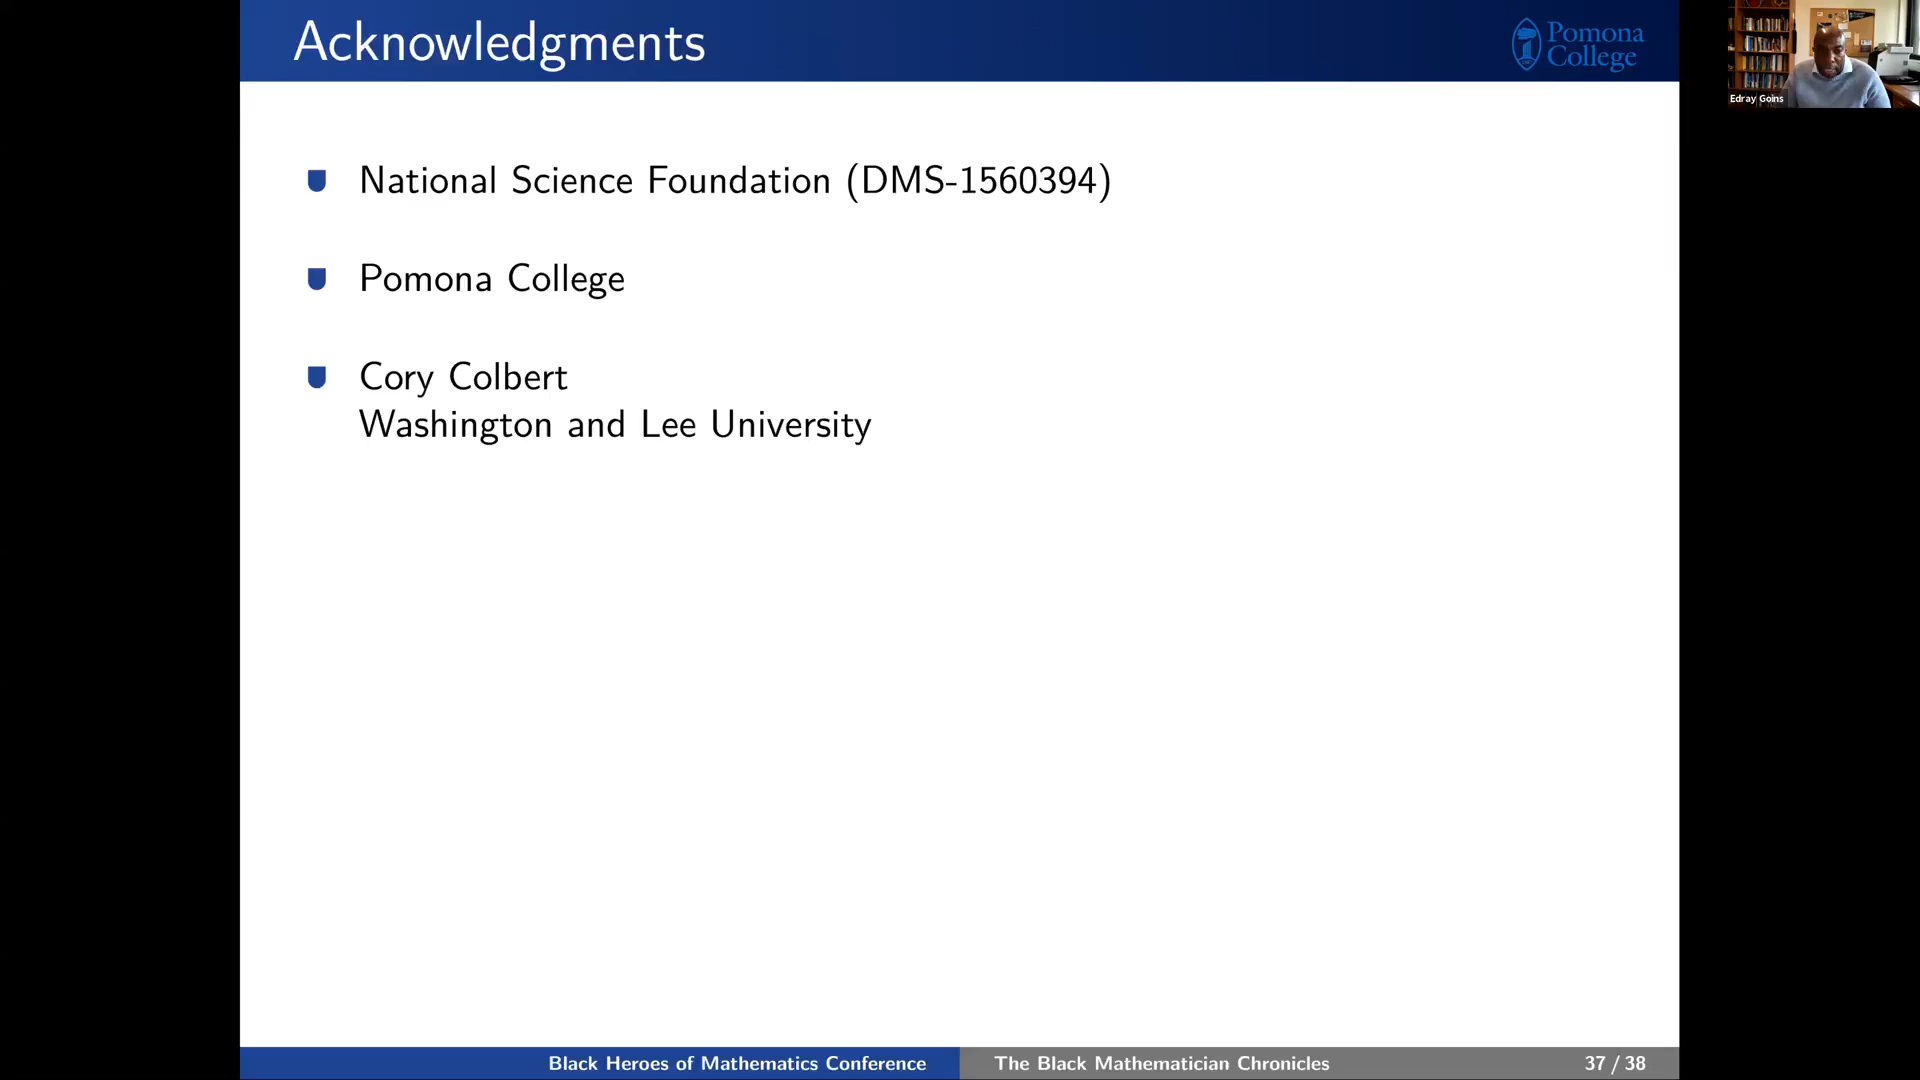 Acknowledgments
Pomona
College
Edray Goins
National Science Foundation (DMS-1560394)
Pomona College
Cory Colbert
Washington and Lee University
Black Heroes of Mathematics Conference
The Black Mathematician Chronicles
37 / 38